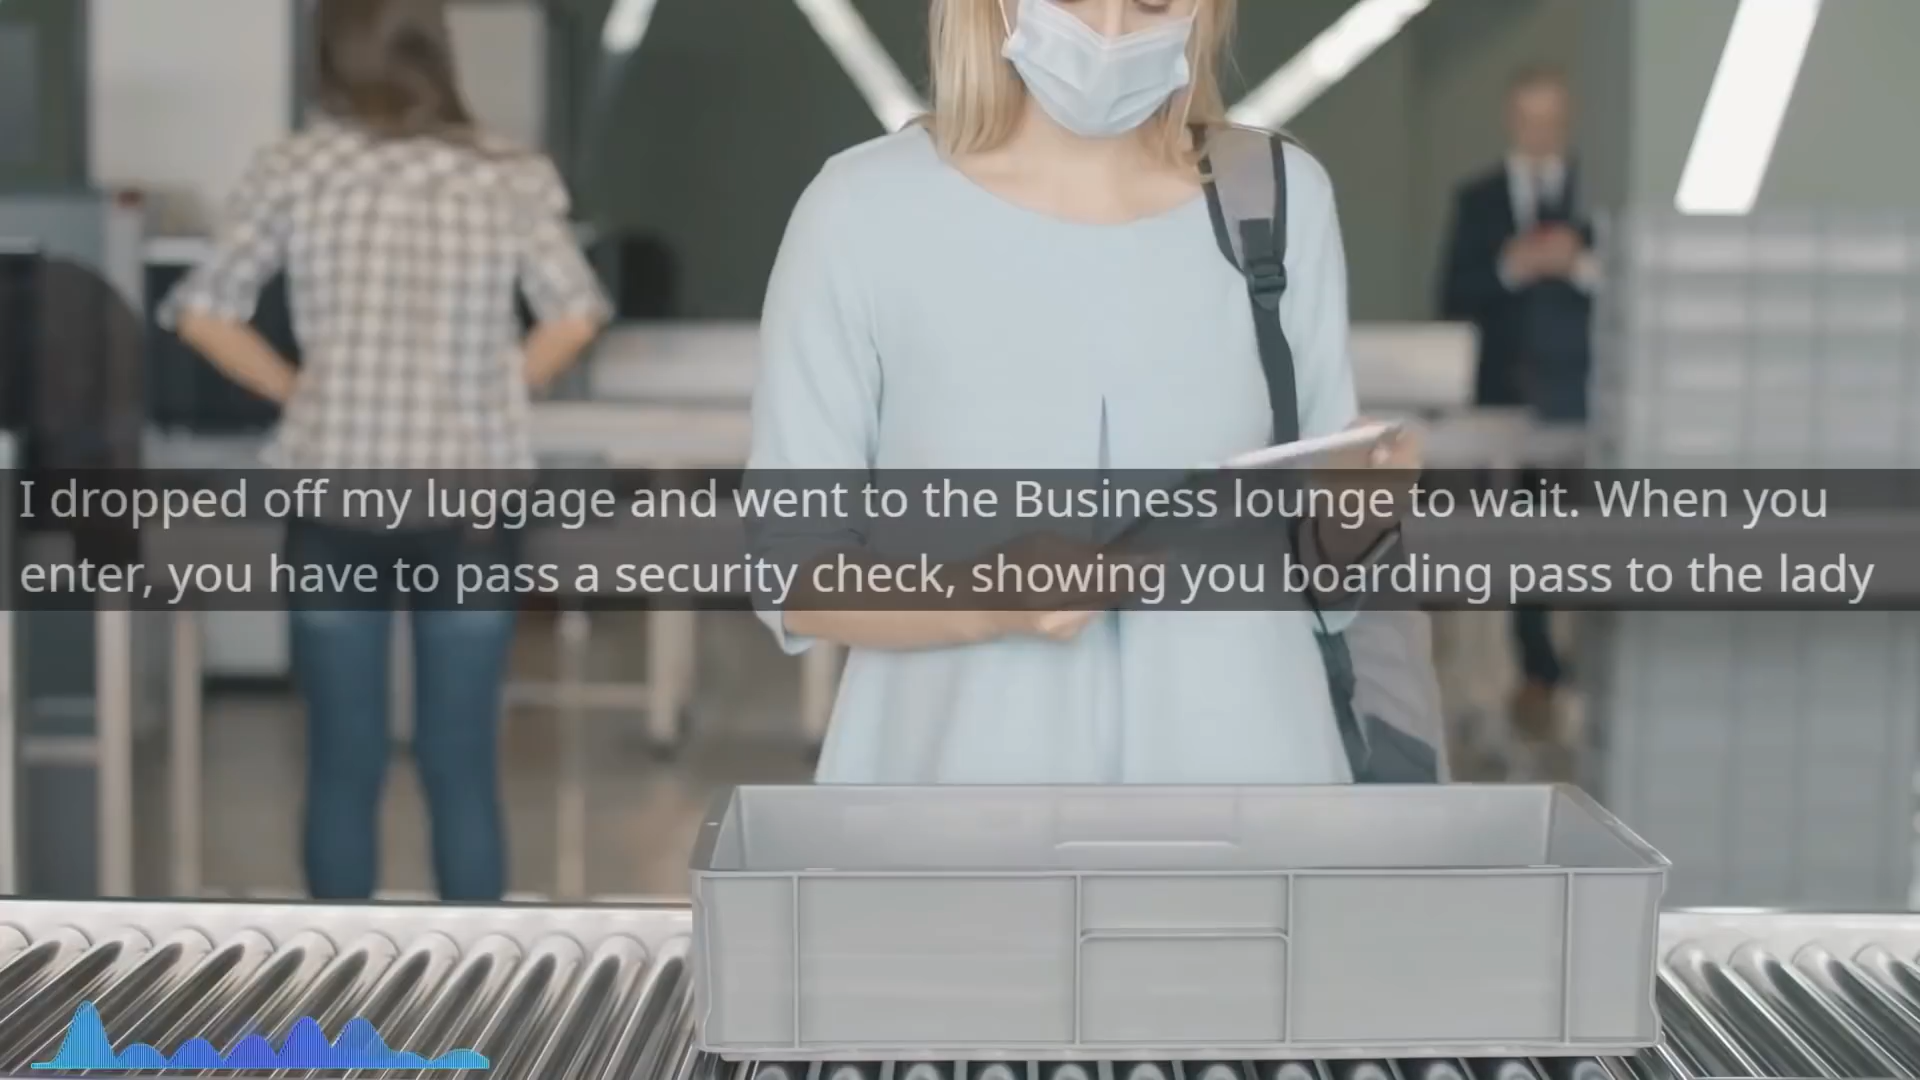 I dropped off my luggage and went to the Business lounge to wait. When you
enter, you have to pass a security check, showing you boarding pass to the lady